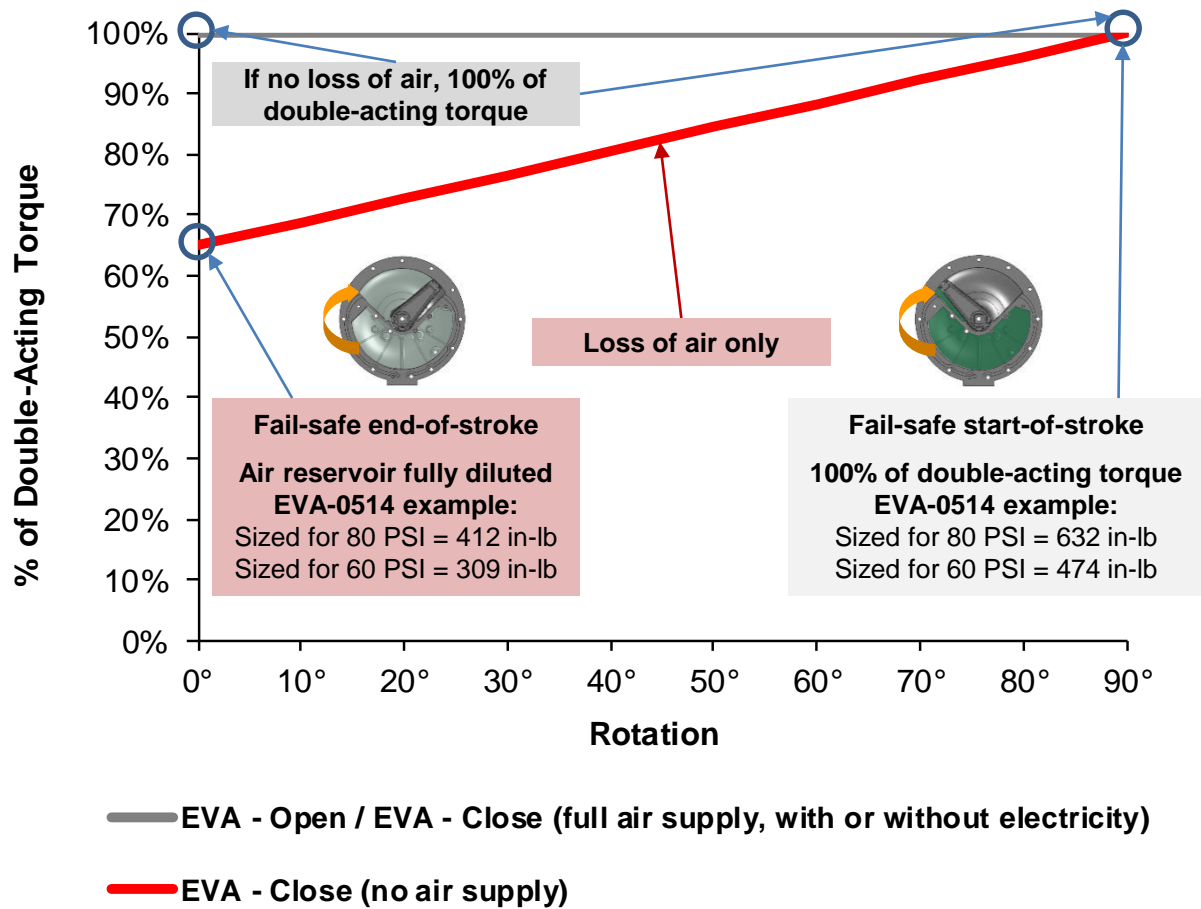 % of Double-Acting Torque
100%
90%
80%
70%
60%
50%
40%
30%
20%
10%
0%
If no loss of air, 100% of
double-acting torque
Loss of air only
Fail-safe end-of-stroke
Air reservoir fully diluted
EVA-0514 example:
Sized for 80 PSI = 412 in-lb
Sized for 60 PSI = 309 in-lb
Fail-safe start-of-stroke
100% of double-acting torque
EVA-0514 example:
Sized for 80 PSI = 632 in-lb
Sized for 60 PSI = 474 in-lb
0° 10° 20° 30° 40° 50° 60° 70° 80° 90°
Rotation
EVA - Open / EVA - Close (full air supply, with or without electricity)
EVA - Close (no air supply)